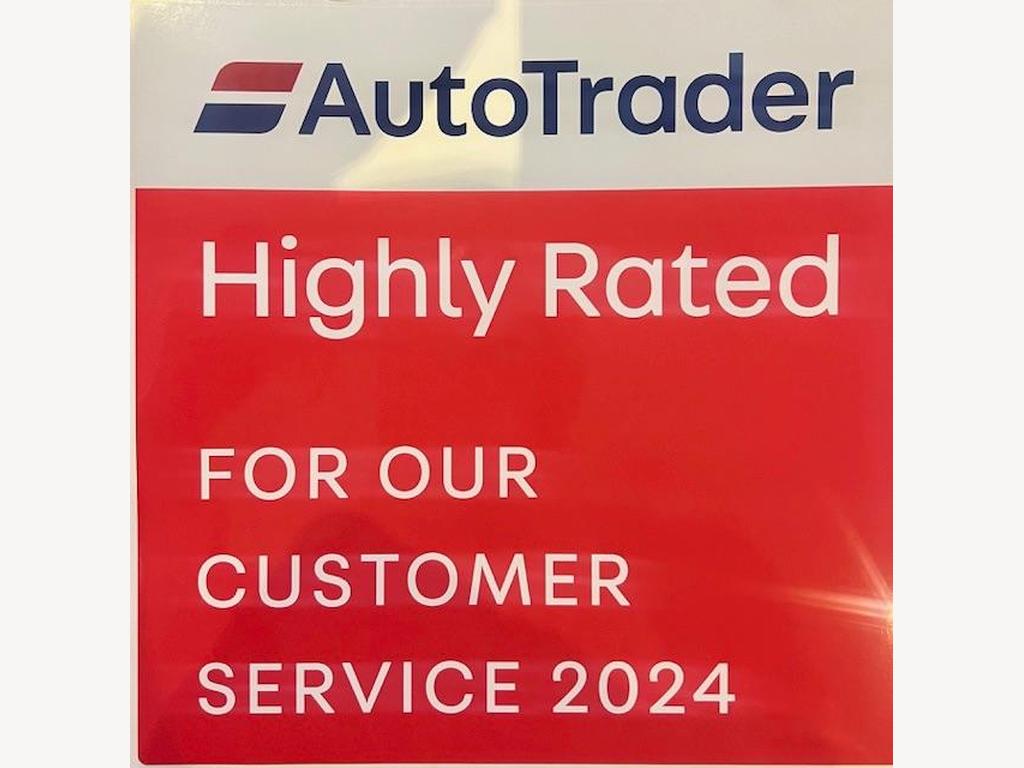 AutoTrader
Highly Rated
FOR OUR
CUSTOMER
SERVICE 2024